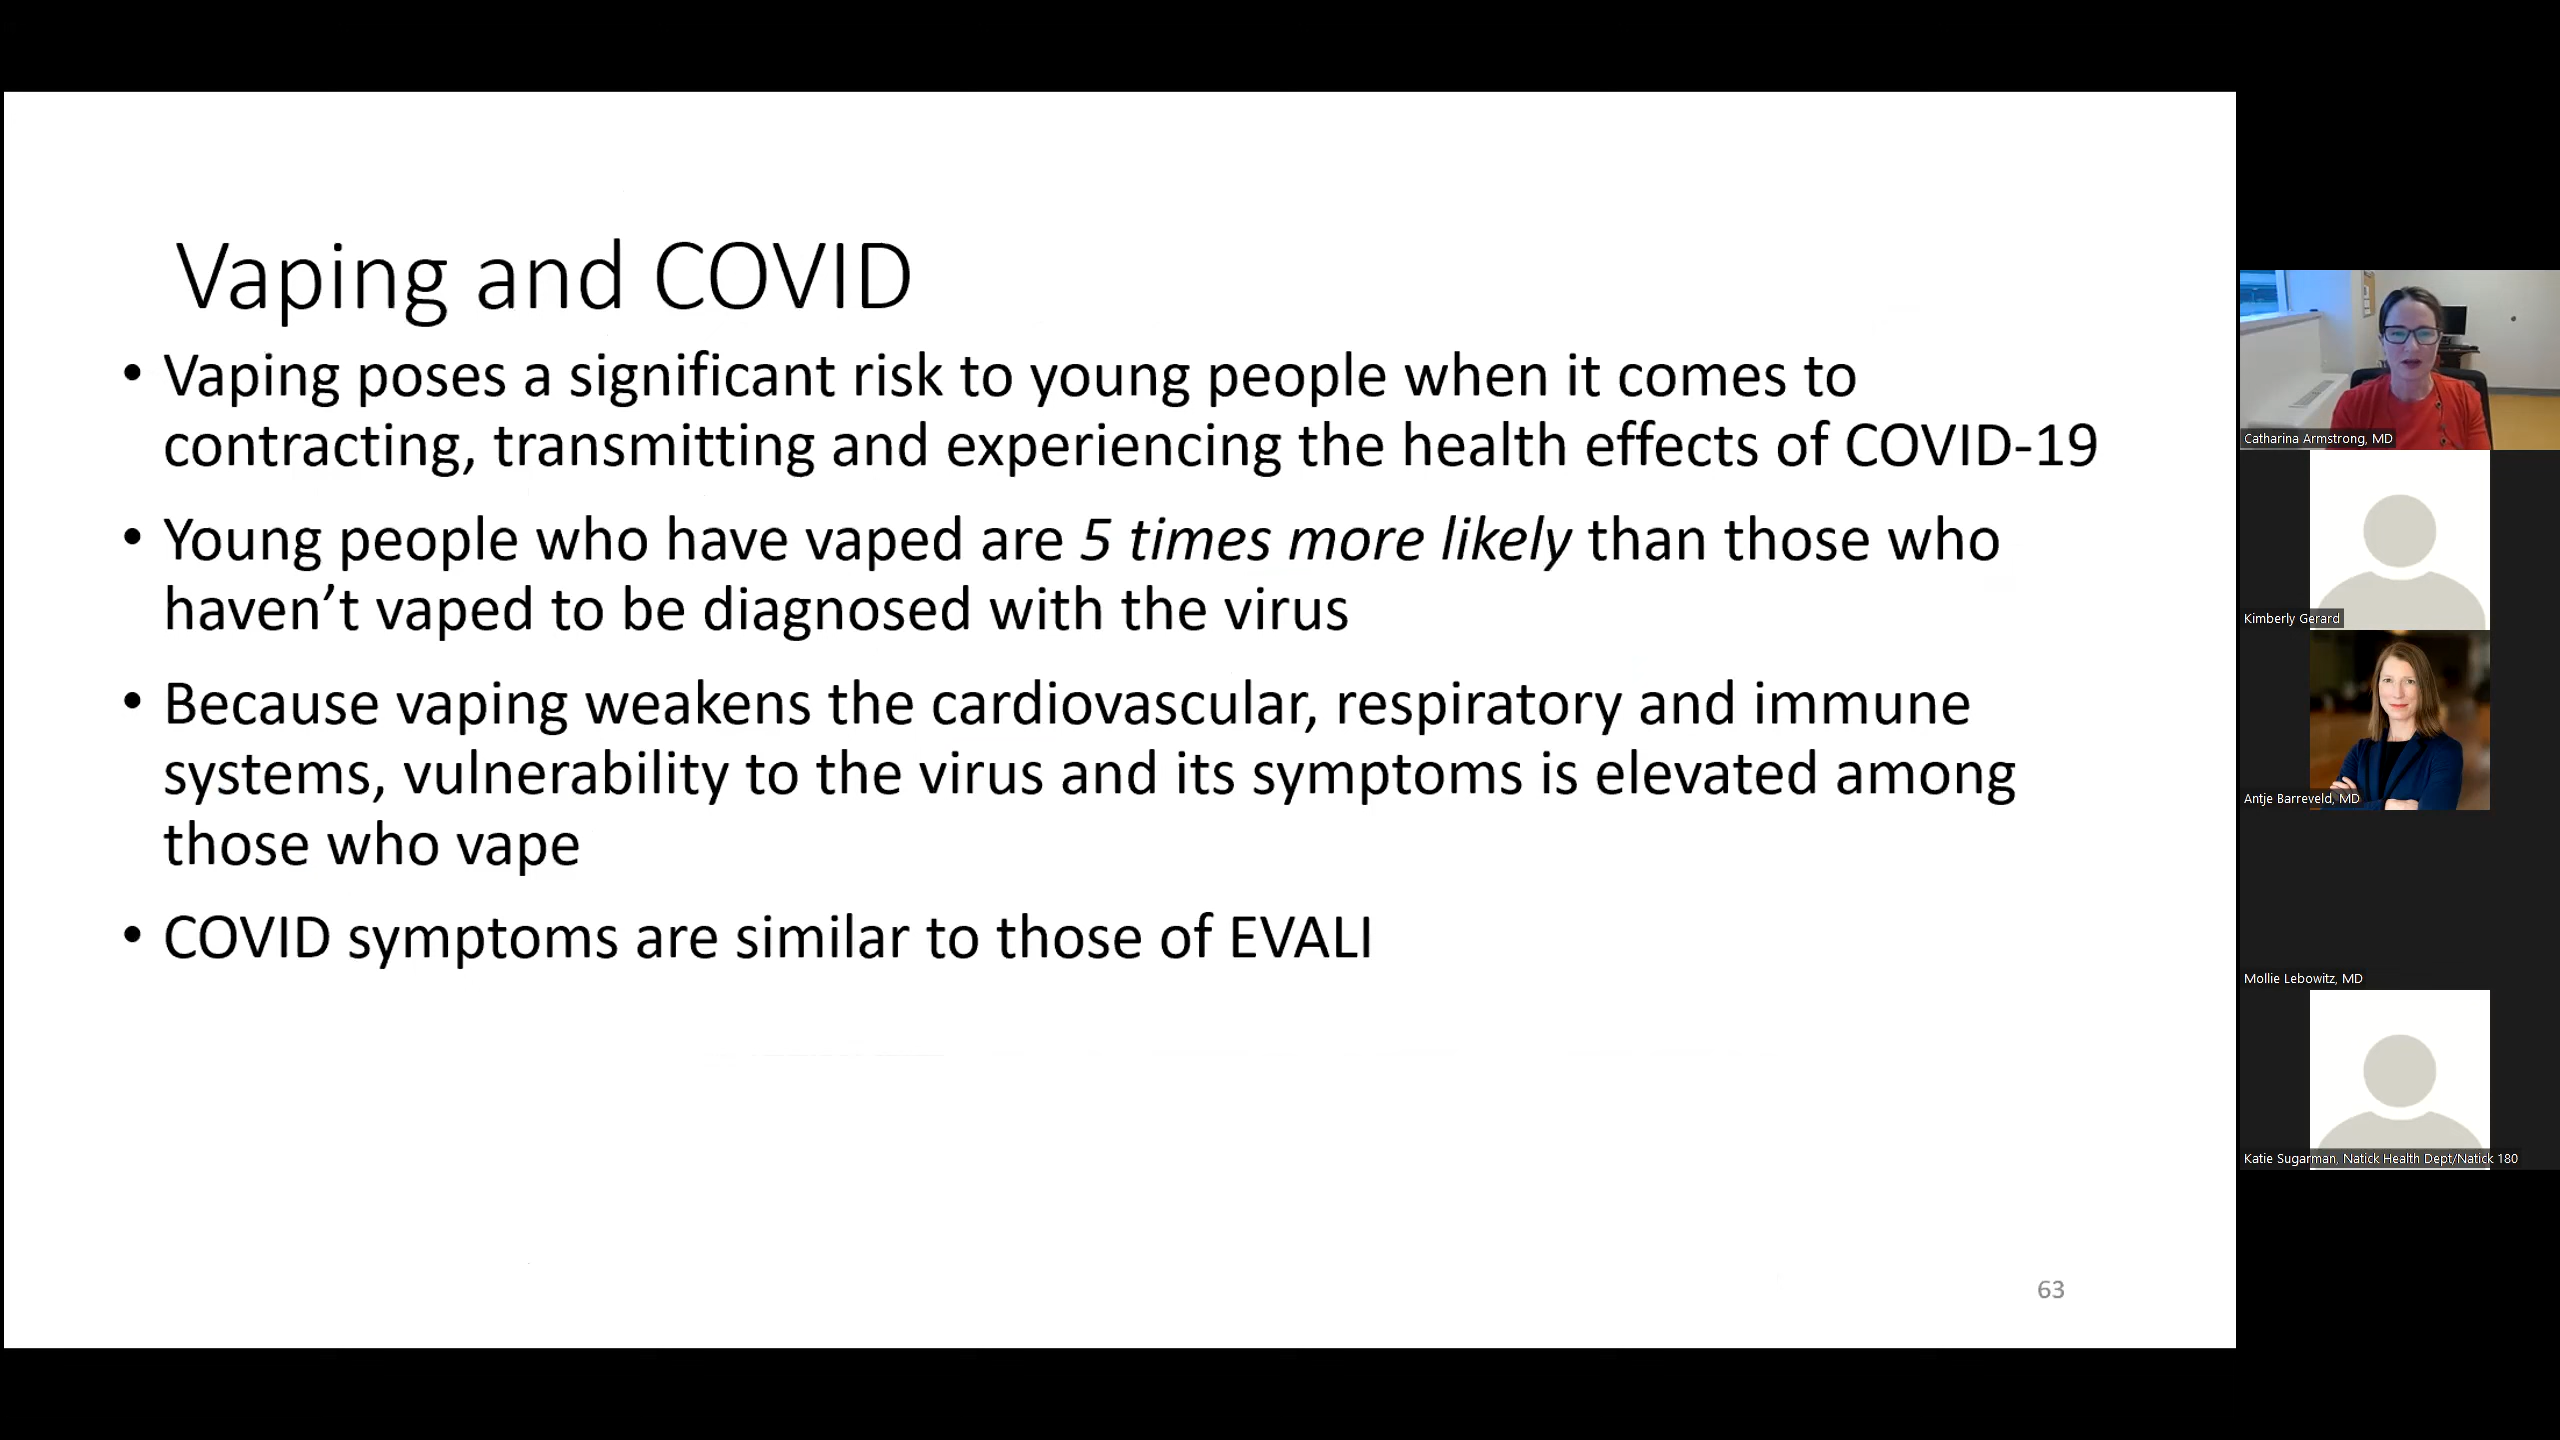 Vaping and COVID
• Vaping poses a significant risk to young people when it comes to
contracting, transmitting and experiencing the health effects of COVID-19
• Young people who have vaped are 5 times more likely than those who
haven’t vaped to be diagnosed with the virus
• Because vaping weakens the cardiovascular, respiratory and immune
systems, vulnerability to the virus and its symptoms is elevated among
those who vape
• COVID symptoms are similar to those of EVALI
63
Catharina Armstrong, MD
Kimberly Gerard
Antje Barreveld, MD
Mollie Lebowitz, MD
Katie Sugarman, Natick Health Dept/Natick 180